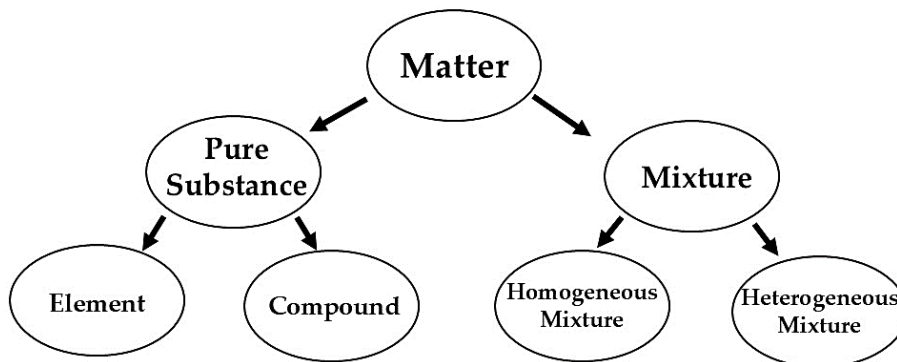 Matter
Pure
Substance
Mixture
Element
Compound
Homogeneous
Mixture
Heterogeneous
Mixture